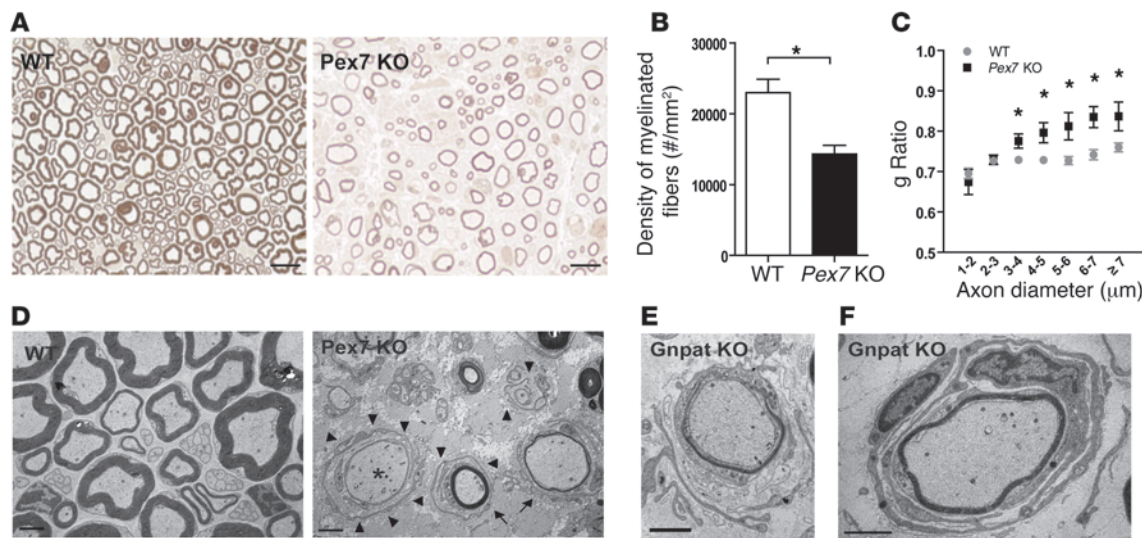 A
WT
Pex7 KO
B
*
30000
20000
10000
0
Density of myelinated
fibers (#/mm²)
WT
Pex7 KO
C
WT
Pex7 KO
1.0
0.9
0.8
0.7
0.6
0.5
g Ratio
* * * * *
1-2 2-3 3-4 4-5 5-6 6-7 ≥7
Axon diameter (μm)
D
WT
Pex7 KO
*
E
Gnpat KO
F
Gnpat KO